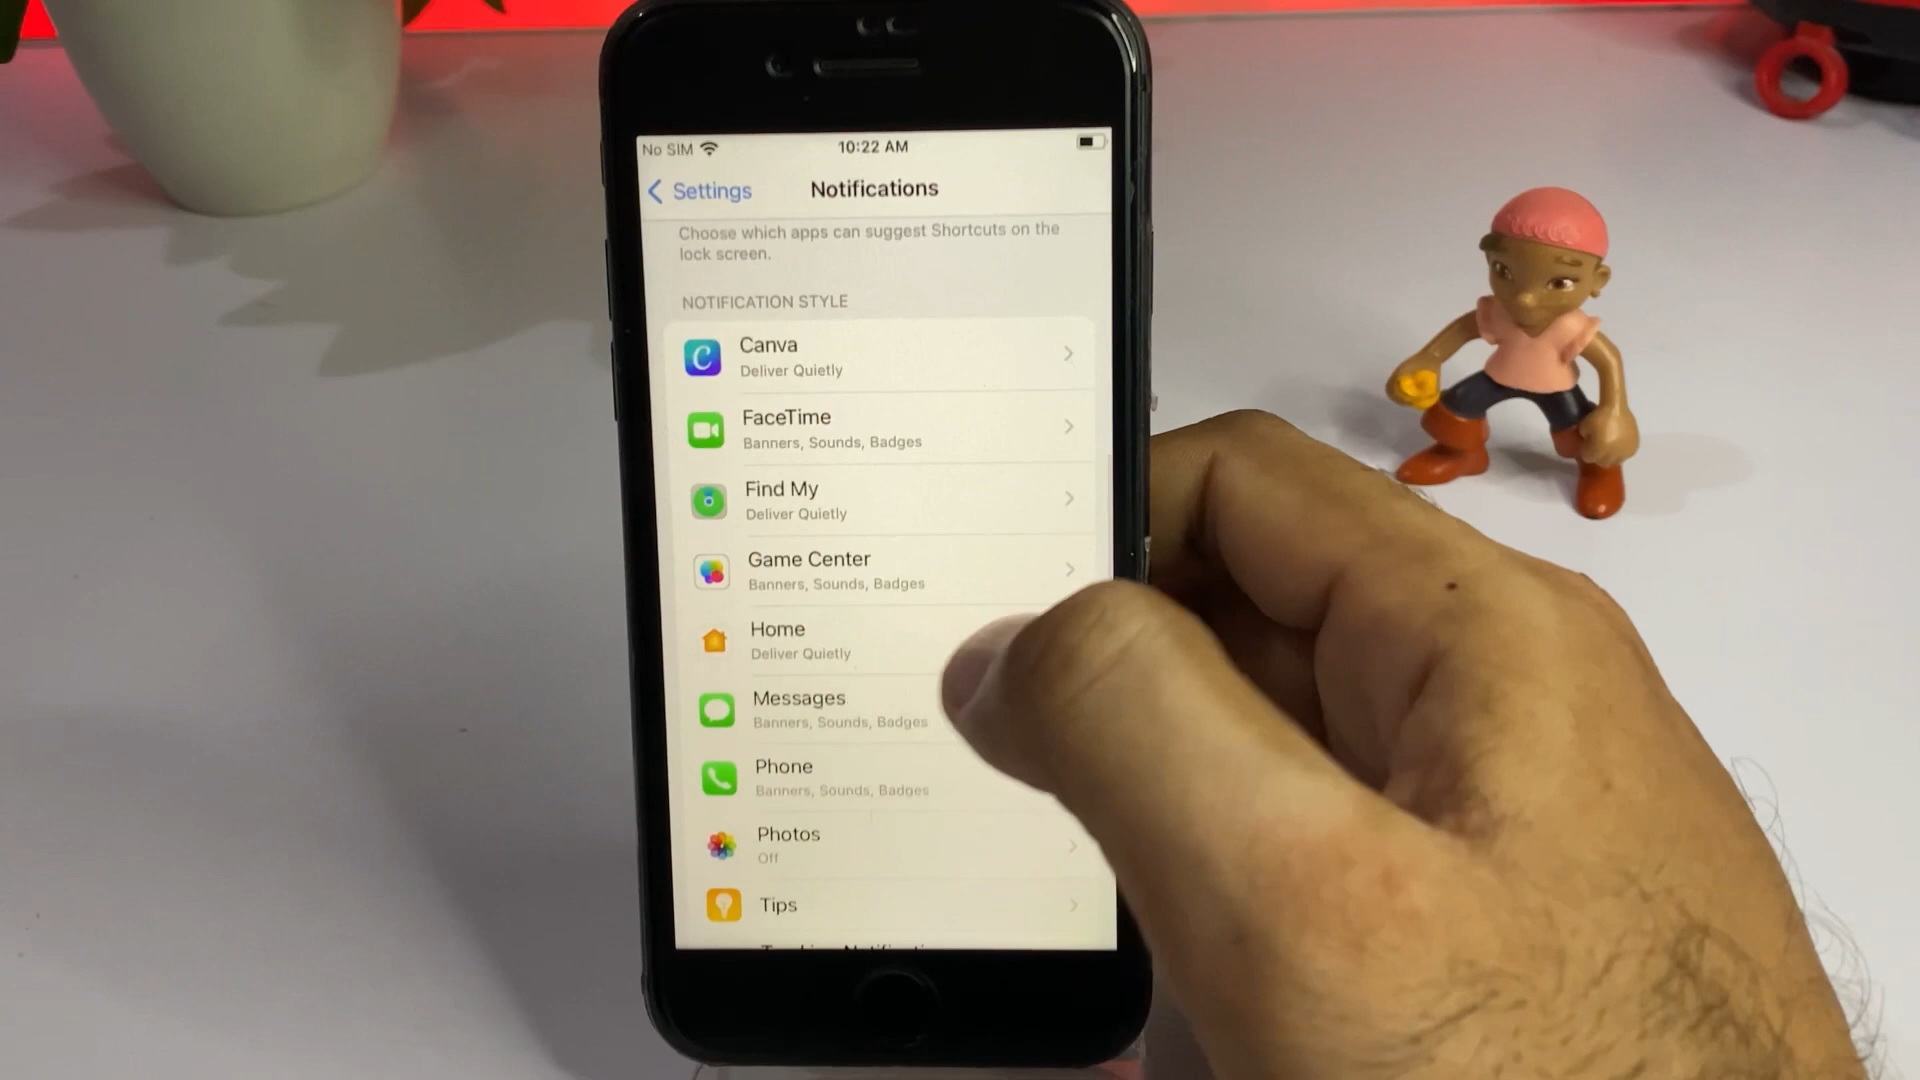 No SIM 10:22 AM
Settings Notifications
Choose which apps can suggest Shortcuts on the
lock screen.
NOTIFICATION STYLE
Canva
Deliver Quietly
FaceTime
Banners, Sounds, Badges
Find My
Deliver Quietly
Game Center
Banners, Sounds, Badges
Home
Deliver Quietly
Messages
Banners, Sounds, Badges
Phone
Banners, Sounds, Badges
Photos
Off
Tips